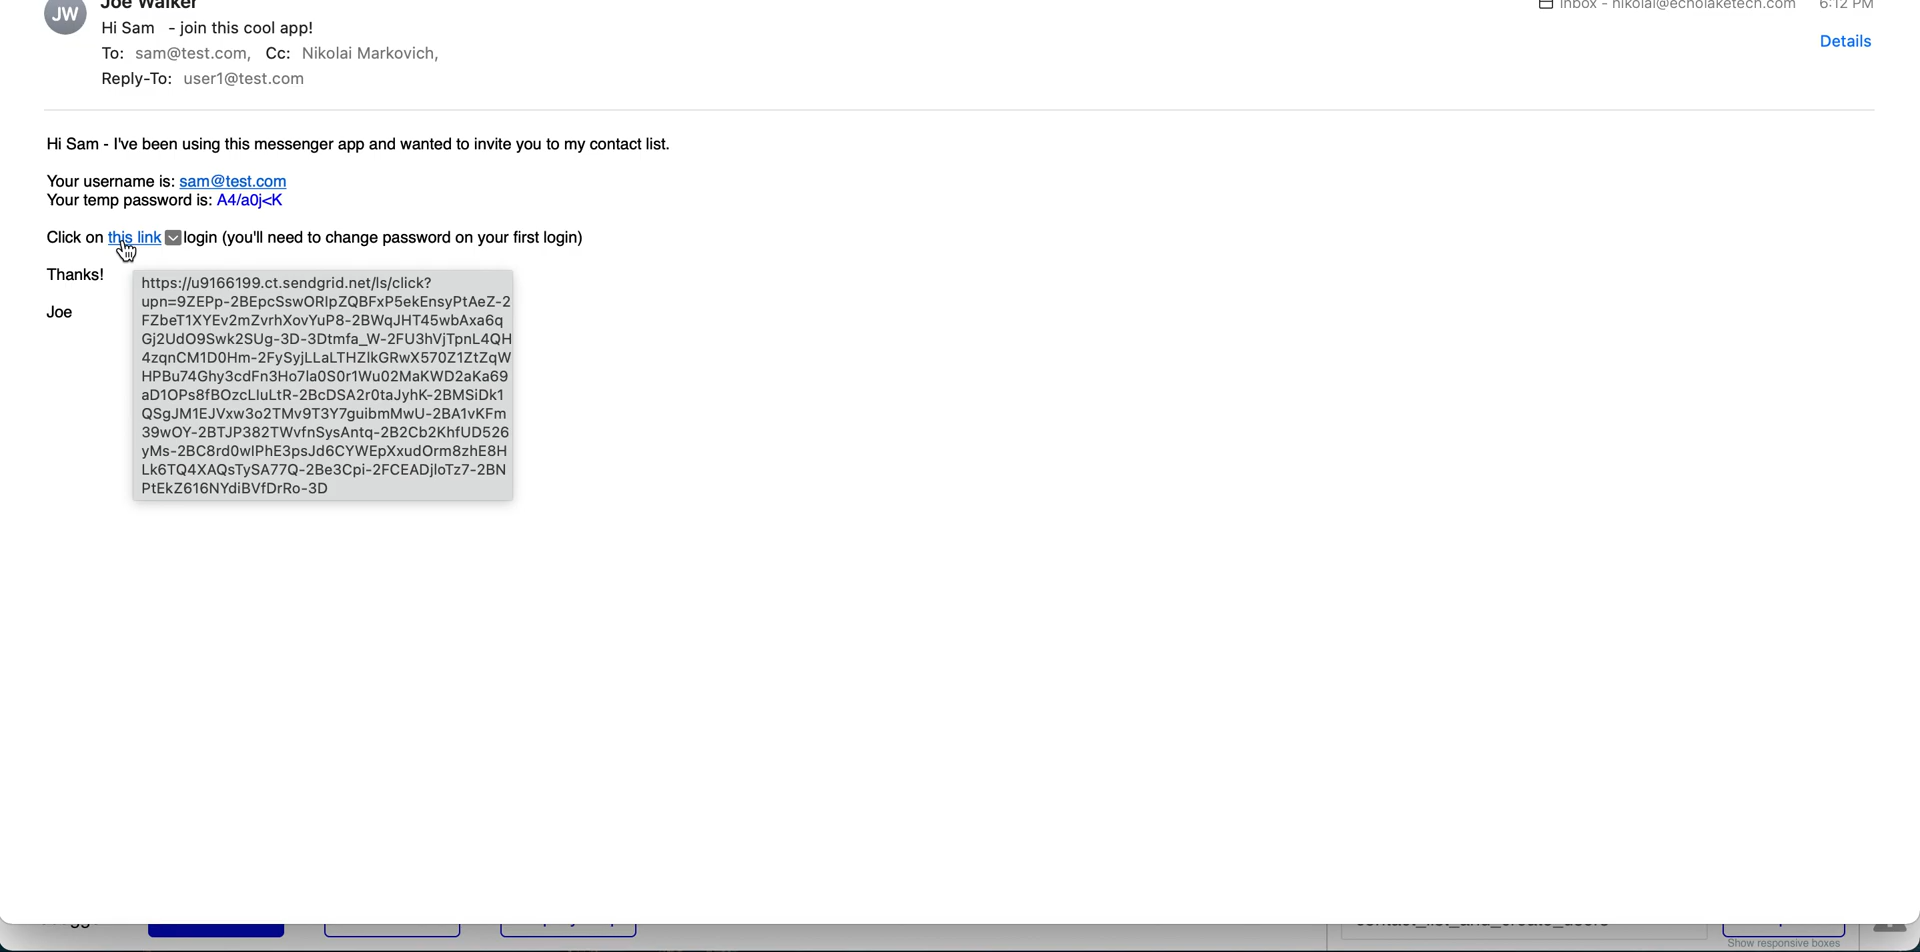 Joe Walker
Inbox - nikolai@echolaketech.com 6:12 PM
JW
Hi Sam - join this cool app!
To: sam@test.com, Cc: Nikolai Markovich,
Details
Reply-To: user1@test.com
Hi Sam - I've been using this messenger app and wanted to invite you to my contact list.
Your username is: sam@test.com
Your temp password is: A4/a0j<K
Click on this link login (you'll need to change password on your first login)
Thanks!
Joe
https://u9166199.ct.sendgrid.net/ls/click?
upn=9ZEPp-2BEpcSswORIpZQBFxP5ekEnsyPtAeZ-2
FZbeT1XYEv2mZvrhXovYuP8-2BWqJHT45wbAxa6q
Gj2UdO9Swk2SUg-3D-3Dtmfa_W-2FU3hVjTpnL4QH
4zqnCM1D0Hm-2FySyjLLaLTHZlkGRwX570Z1ZtZqW
HPBu74Ghy3cdFn3Ho7la0S0r1Wu02MaKWD2aKa69
aD1OPs8fBOzcLluLtR-2BcDSA2r0taJyhK-2BMSiDk1
QSgJM1EJVxw3o2TMv9T3Y7guibmMwU-2BA1vKFm
39wOY-2BTJP382TWvfnSysAntq-2B2Cb2KhfUD526
yMs-2BC8rd0wlPhE3psJd6CYWEpXxudOrm8zhE8H
Lk6TQ4XAQsTySA77Q-2Be3Cpi-2FCEADjloTz7-2BN
PtEkZ616NYdiBVfDrRo-3D
contact_list_and_create_users
Show responsive boxes